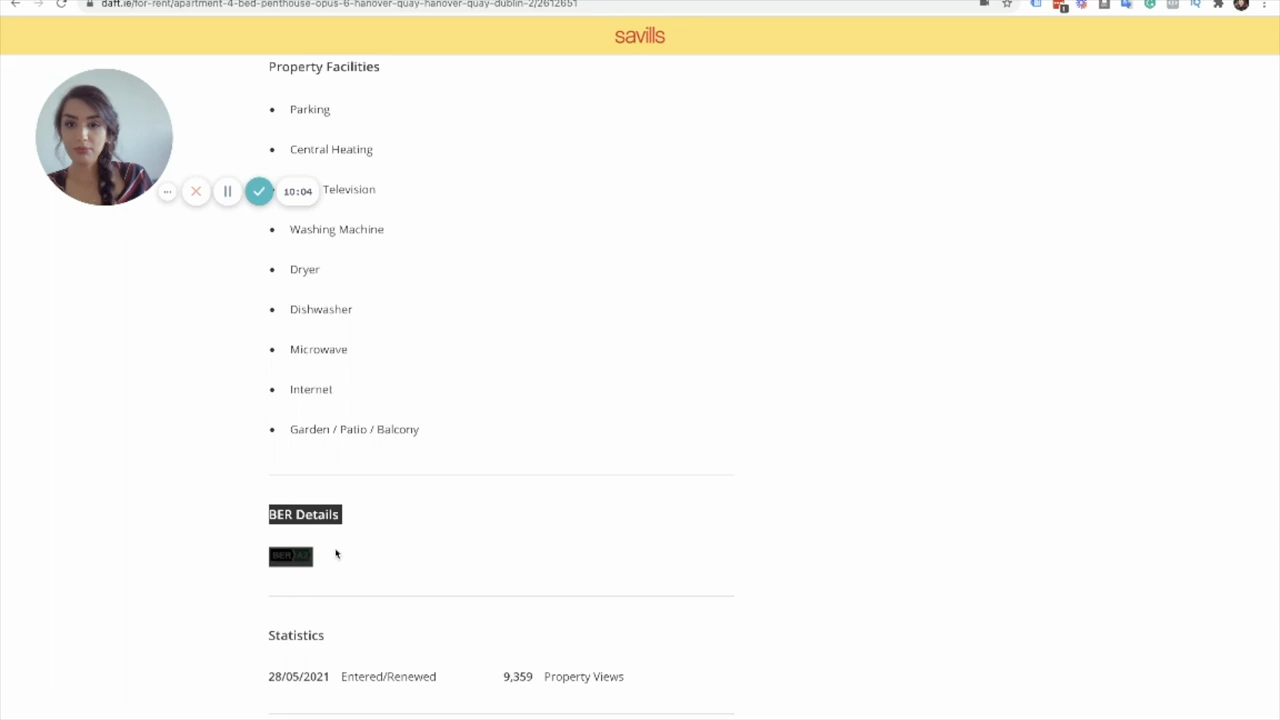 daft.ie/for-rent/apartment-4-bed-penthouse-opus-6-hanover-quay-hanover-quay-dublin-2/2612651
savills
Property Facilities
Parking
Central Heating
Television
10:04
Washing Machine
Dryer
Dishwasher
Microwave
Internet
Garden / Patio / Balcony
BER Details
BER A3
Statistics
28/05/2021 Entered/Renewed 9,359 Property Views